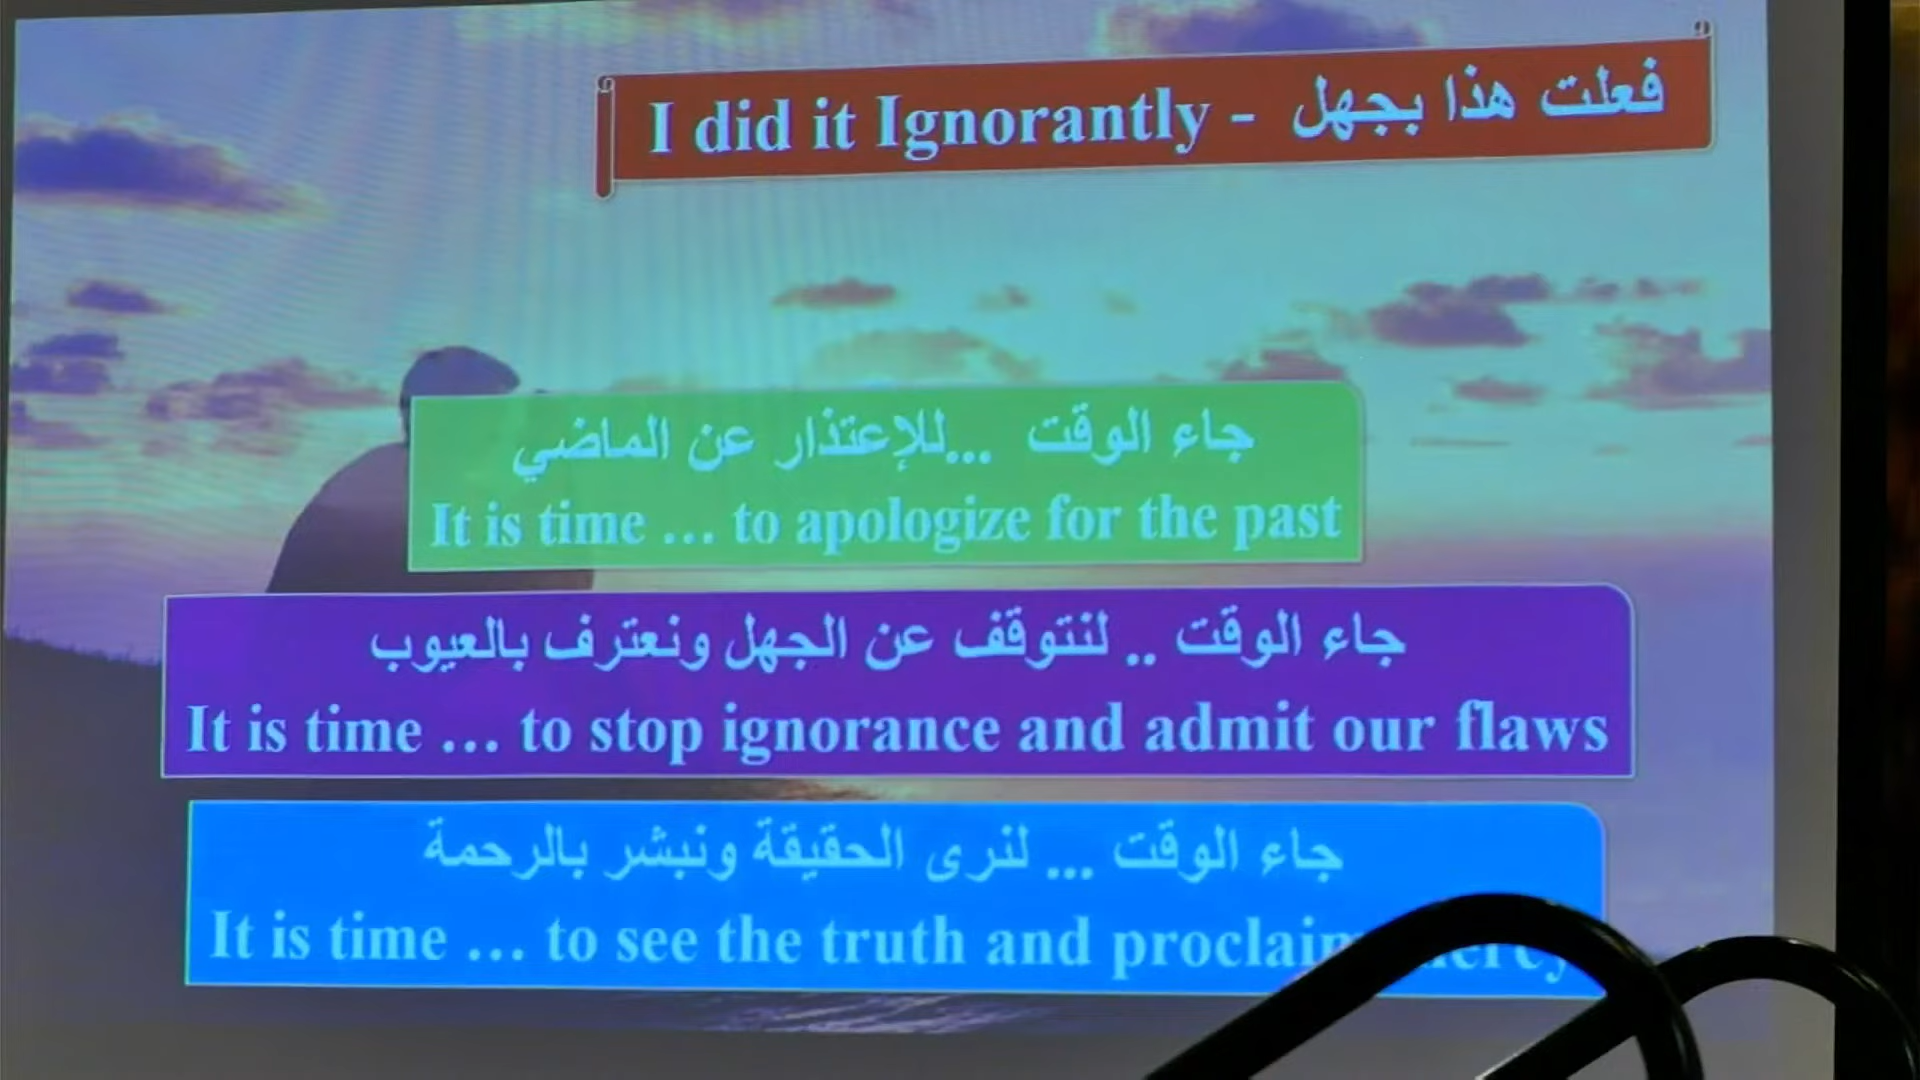 I did it Ignorantly - فعلت هذا بجهل
جاء الوقت ...للإعتذار عن الماضي
It is time ... to apologize for the past
جاء الوقت .. لنتوقف عن الجهل ونعترف بالعيوب
It is time ... to stop ignorance and admit our flaws
جاء الوقت ... لنرى الحقيقة ونبشر بالرحمة
It is time ... to see the truth and proclaim